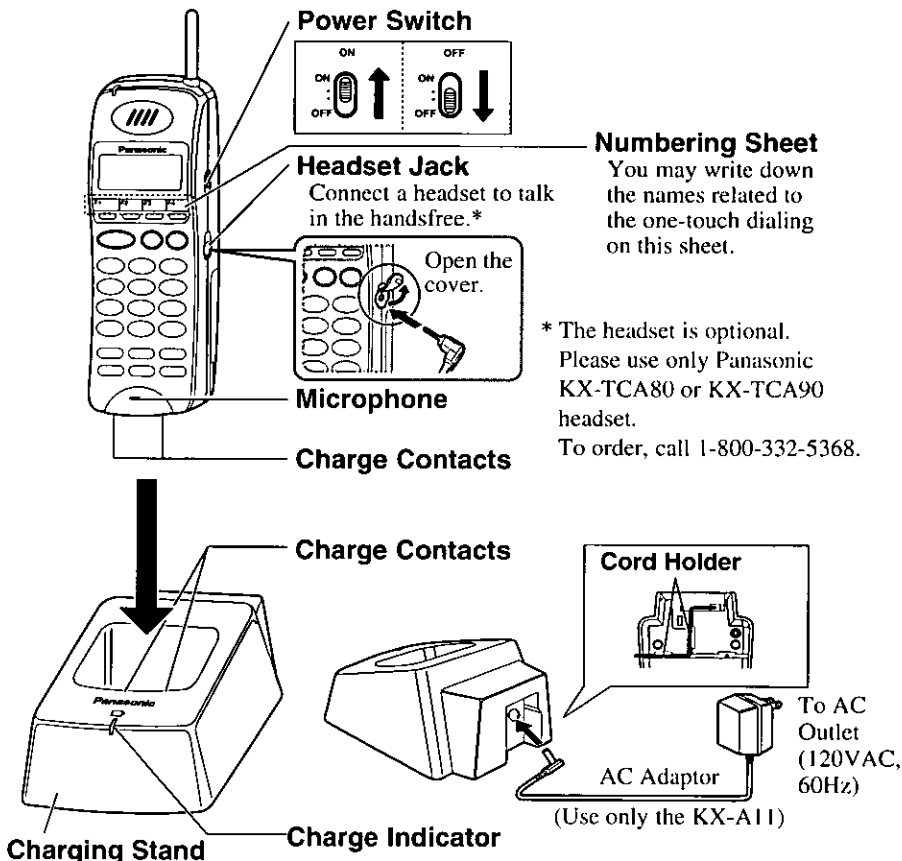 Power Switch
ON
OFF
ON
OFF
ON
OFF
Panasonic
F1 F2 F3 F4
Numbering Sheet
You may write down
the names related to
the one-touch dialing
on this sheet.
Headset Jack
Connect a headset to talk
in the handsfree.*
Open the
cover.
* The headset is optional.
Please use only Panasonic
KX-TCA80 or KX-TCA90
headset.
To order, call 1-800-332-5368.
Microphone
Charge Contacts
Charge Contacts
Cord Holder
Panasonic
To AC
Outlet
(120VAC,
60Hz)
AC Adaptor
(Use only the KX-A11)
Charging Stand
Charge Indicator